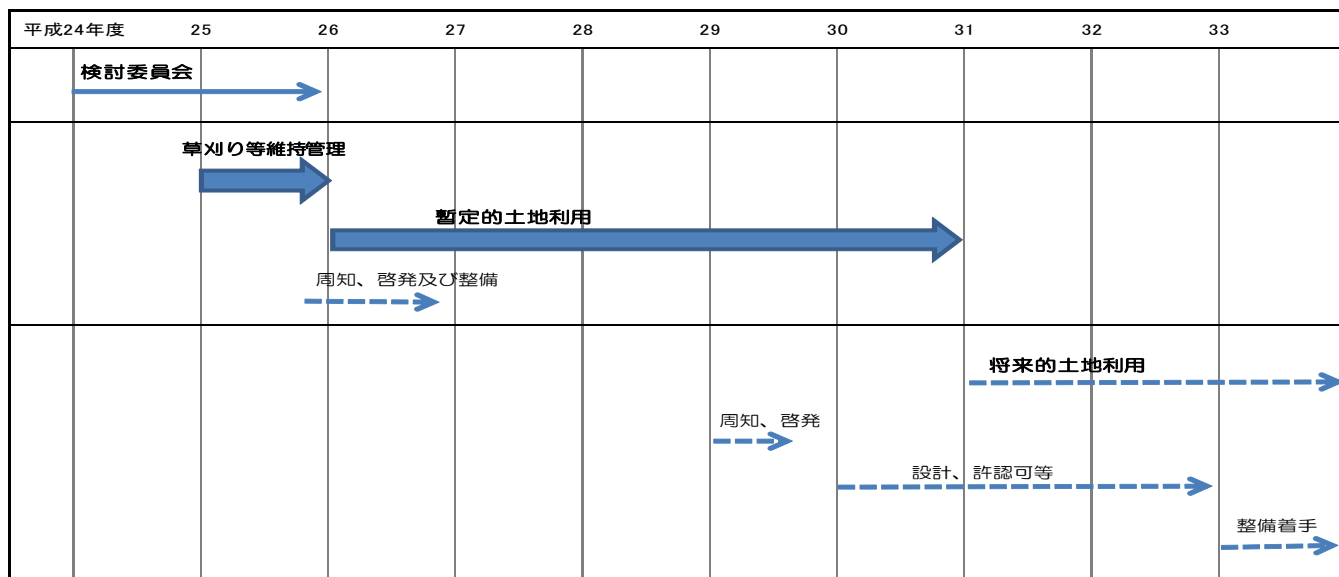 平成24年度 25 26 27 28 29 30 31 32 33
検討委員会
草刈り等維持管理
暫定的土地利用
周知、啓発及び整備
将来的土地利用
周知、啓発
設計、許認可等
整備着手